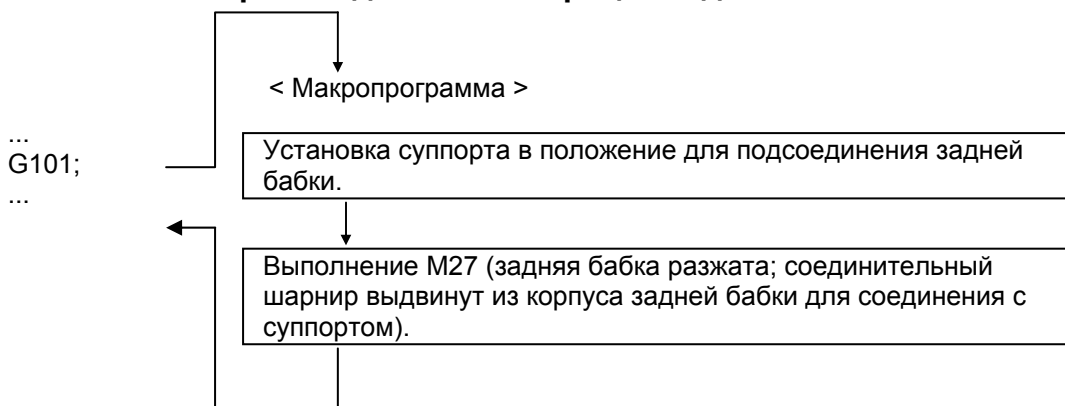 < Макропрограмма >
...
G101;
...
Установка суппорта в положение для подсоединения задней
бабки.
Выполнение M27 (задняя бабка разжата; соединительный
шарнир выдвинут из корпуса задней бабки для соединения с
суппортом).